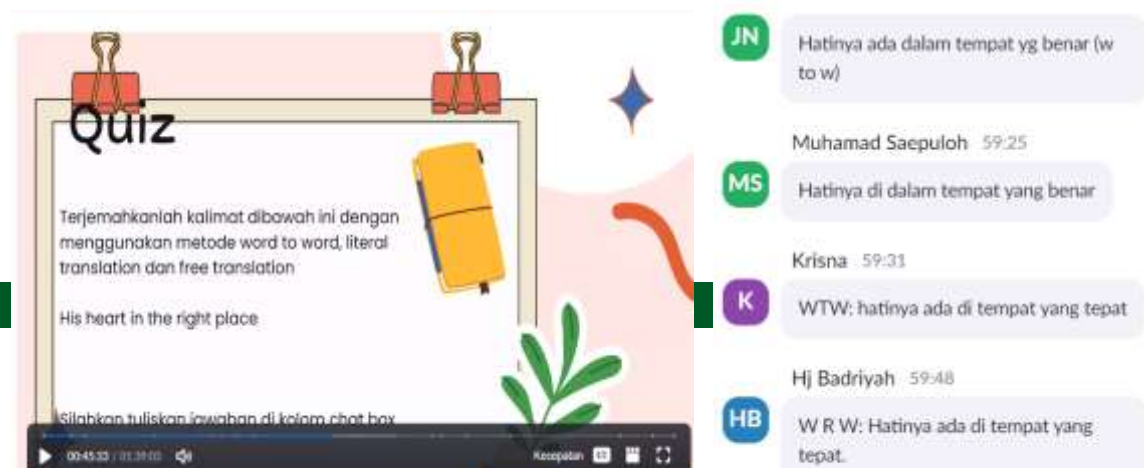 Quiz
Terjemahkanlah kalimat dibawah ini dengan
menggunakan metode word to word, literal
translation dan free translation
His heart in the right place
Silahkan tuliskan jawaban di kolom chat box
00:45:33 / 01:39:03
Kecepatan
JN
Hatinya ada dalam tempat yg benar (w
to w)
Muhamad Saepuloh 59:25
MS
Hatinya di dalam tempat yang benar
Krisna 59:31
K
WTW: hatinya ada di tempat yang tepat
Hj Badriyah 59:48
HB
W R W: Hatinya ada di tempat yang
tepat.